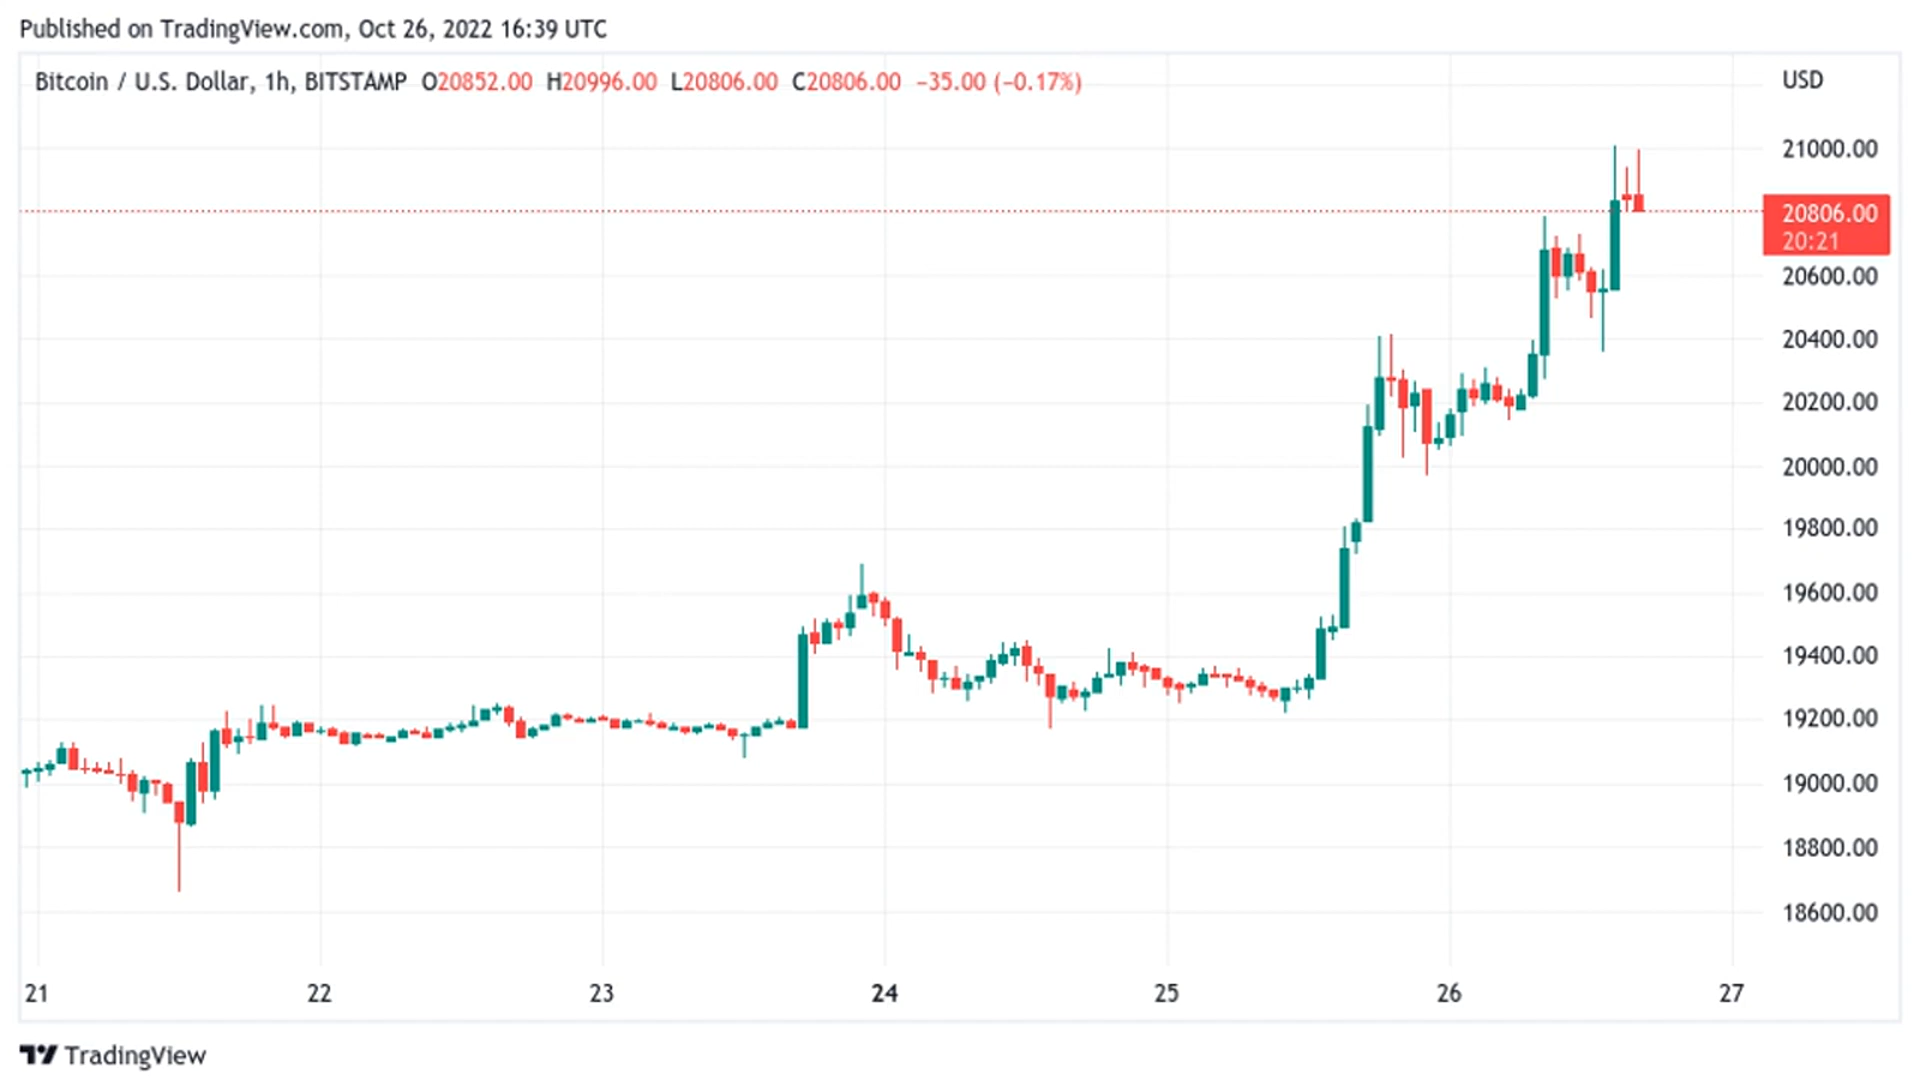 Published on TradingView.com, Oct 26, 2022 16:39 UTC
Bitcoin / U.S. Dollar, 1h, BITSTAMP O20852.00 H20996.00 L20806.00 C20806.00 −35.00 (−0.17%)
USD
21000.00
20806.00
20:21
20600.00
20400.00
20200.00
20000.00
19800.00
19600.00
19400.00
19200.00
19000.00
18800.00
18600.00
21 22 23 24 25 26 27
TradingView